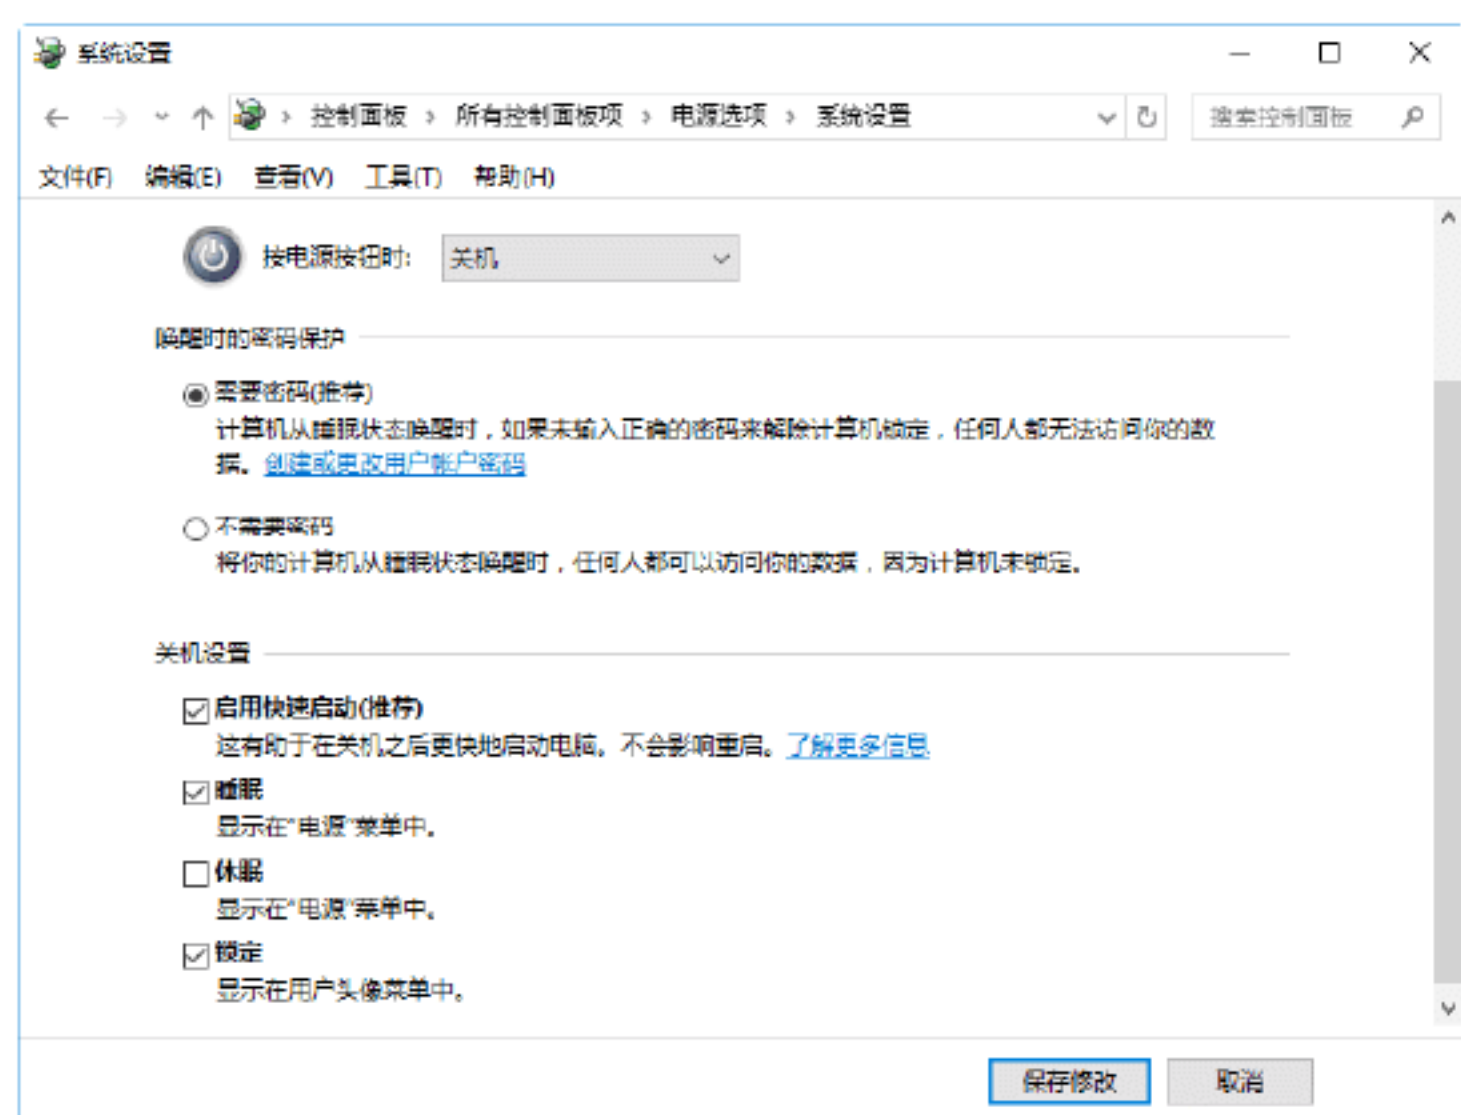 系统设置
控制面板 › 所有控制面板项 › 电源选项 › 系统设置
搜索控制面板
文件(F) 编辑(E) 查看(V) 工具(T) 帮助(H)
按电源按钮时: 关机
唤醒时的密码保护
需要密码(推荐)
计算机从睡眠状态唤醒时，如果未输入正确的密码来解除计算机锁定，任何人都无法访问你的数
据。创建或更改用户帐户密码
不需要密码
将你的计算机从睡眠状态唤醒时，任何人都可以访问你的数据，因为计算机未锁定。
关机设置
启用快速启动(推荐)
这有助于在关机之后更快地启动电脑。不会影响重启。了解更多信息
睡眠
显示在"电源"菜单中。
休眠
显示在"电源"菜单中。
锁定
显示在用户头像菜单中。
保存修改 取消